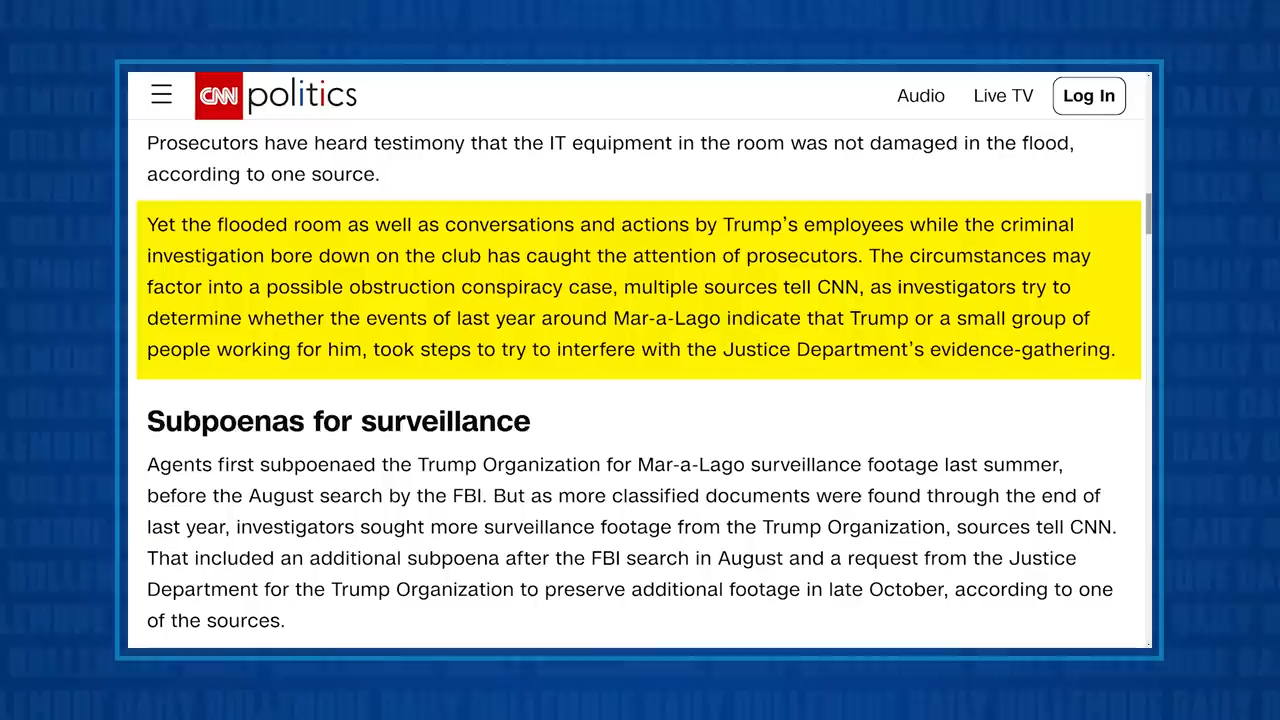 CNN politics
Audio
Live TV
Log In
Prosecutors have heard testimony that the IT equipment in the room was not damaged in the flood,
according to one source.
Yet the flooded room as well as conversations and actions by Trump's employees while the criminal
investigation bore down on the club has caught the attention of prosecutors. The circumstances may
factor into a possible obstruction conspiracy case, multiple sources tell CNN, as investigators try to
determine whether the events of last year around Mar-a-Lago indicate that Trump or a small group of
people working for him, took steps to try to interfere with the Justice Department's evidence-gathering.
Subpoenas for surveillance
Agents first subpoenaed the Trump Organization for Mar-a-Lago surveillance footage last summer,
before the August search by the FBI. But as more classified documents were found through the end of
last year, investigators sought more surveillance footage from the Trump Organization, sources tell CNN.
That included an additional subpoena after the FBI search in August and a request from the Justice
Department for the Trump Organization to preserve additional footage in late October, according to one
of the sources.